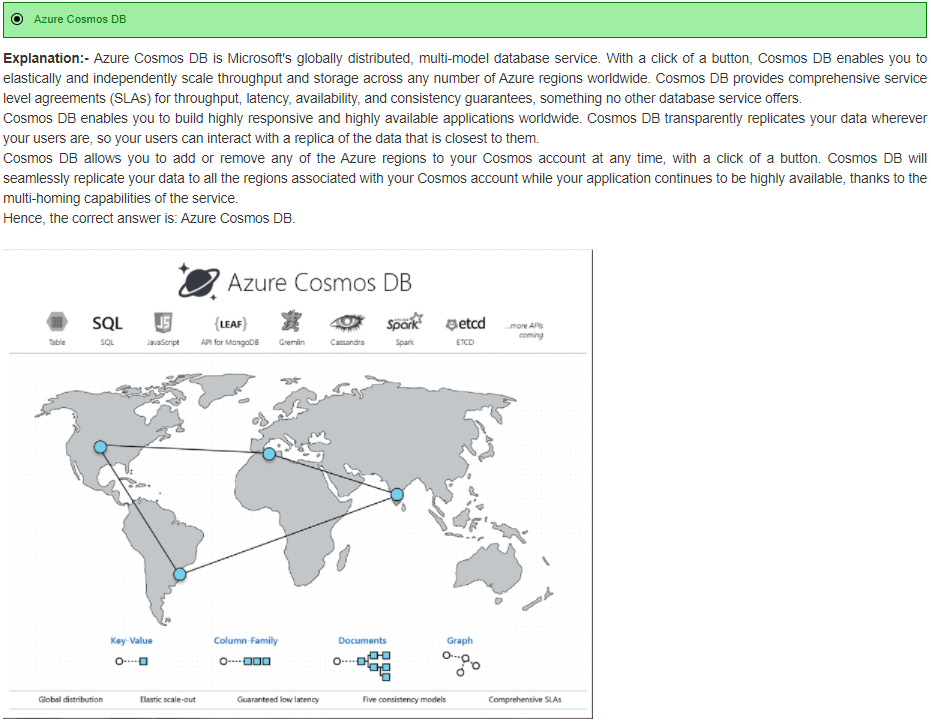 Azure Cosmos DB
Explanation:- Azure Cosmos DB is Microsoft's globally distributed, multi-model database service. With a click of a button, Cosmos DB enables you to
elastically and independently scale throughput and storage across any number of Azure regions worldwide. Cosmos DB provides comprehensive service
level agreements (SLAs) for throughput, latency, availability, and consistency guarantees, something no other database service offers.
Cosmos DB enables you to build highly responsive and highly available applications worldwide. Cosmos DB transparently replicates your data wherever
your users are, so your users can interact with a replica of the data that is closest to them.
Cosmos DB allows you to add or remove any of the Azure regions to your Cosmos account at any time, with a click of a button. Cosmos DB will
seamlessly replicate your data to all the regions associated with your Cosmos account while your application continues to be highly available, thanks to the
multi-homing capabilities of the service.
Hence, the correct answer is: Azure Cosmos DB.
Azure Cosmos DB
SQL JS {LEAF} Spark etcd ...more APIs
coming
Table SQL JavaScript API for MongoDB Gremlin Cassandra Spark ETCD
Key-Value Column-Family Documents Graph
Global distribution Elastic scale-out Guaranteed low latency Five consistency models Comprehensive SLAs